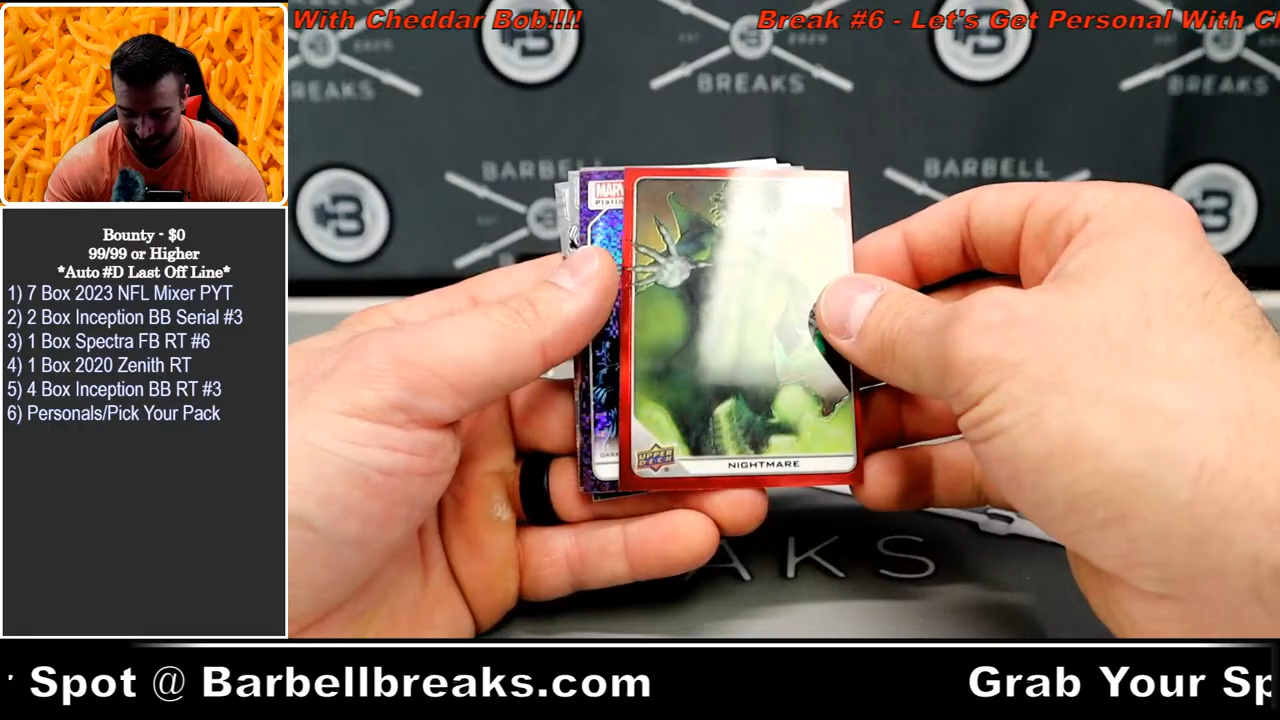 With Cheddar Bob!!!!
Break #6 - Let's Get Personal With
BREAKS
BREAKS
BARBELL
BARBELL
Bounty - $0
99/99 or Higher
*Auto #D Last Off Line*
1) 7 Box 2023 NFL Mixer PYT
2) 2 Box Inception BB Serial #3
3) 1 Box Spectra FB RT #6
4) 1 Box 2020 Zenith RT
5) 4 Box Inception BB RT #3
6) Personals/Pick Your Pack
UPPER DECK
NIGHTMARE
Spot @ Barbellbreaks.com
Grab Your